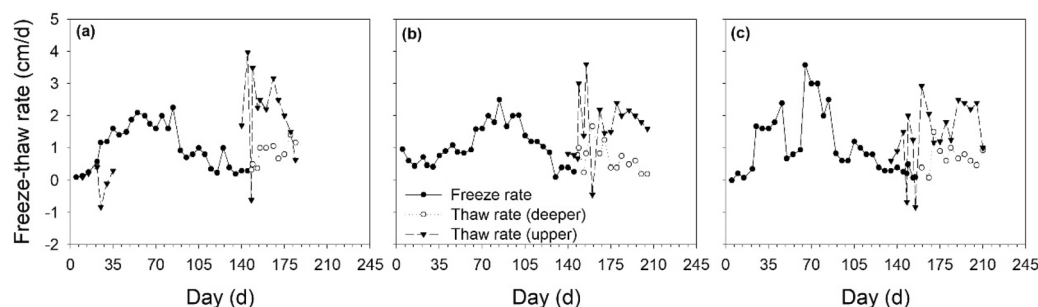 Freeze-thaw rate (cm/d)
5
4
3
2
1
0
-1
-2
(a)
(b)
(c)
Freeze rate
Thaw rate (deeper)
Thaw rate (upper)
0 35 70 105 140 175 210 245
0 35 70 105 140 175 210 245
0 35 70 105 140 175 210 245
Day (d)
Day (d)
Day (d)